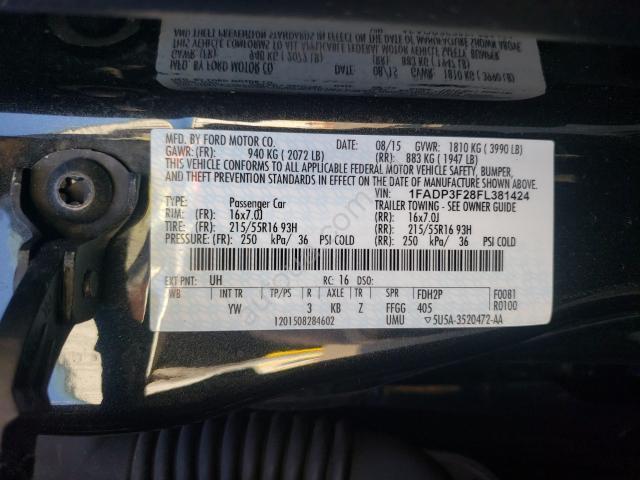 MFD. BY FORD MOTOR CO. DATE: 08/15 GVWR: 1810 KG ( 3990 LB)
GAWR: (FR): 940 KG ( 2072 LB) (RR): 883 KG ( 1947 LB)
THIS VEHICLE CONFORMS TO ALL APPLICABLE FEDERAL MOTOR VEHICLE SAFETY, BUMPER,
AND THEFT PREVENTION STANDARDS IN EFFECT ON THE DATE OF MANUFACTURE SHOWN ABOVE.
VIN: 1FADP3F28FL381424
TYPE: Passenger Car TRAILER TOWING - SEE OWNER GUIDE
RIM: (FR): 16x7.0J (RR): 16x7.0J
TIRE: (FR): 215/55R16 93H (RR): 215/55R16 93H
PRESSURE: (FR): 250 kPa/ 36 PSI COLD (RR): 250 kPa/ 36 PSI COLD
EXT PNT: UH RC: 16 DSO:
WB INT TR TP/PS R AXLE TR SPR FDH2P F0081
YW 3 KB Z FFGG 405 R0100
1201508284602 UMU 5U5A-3520472-AA